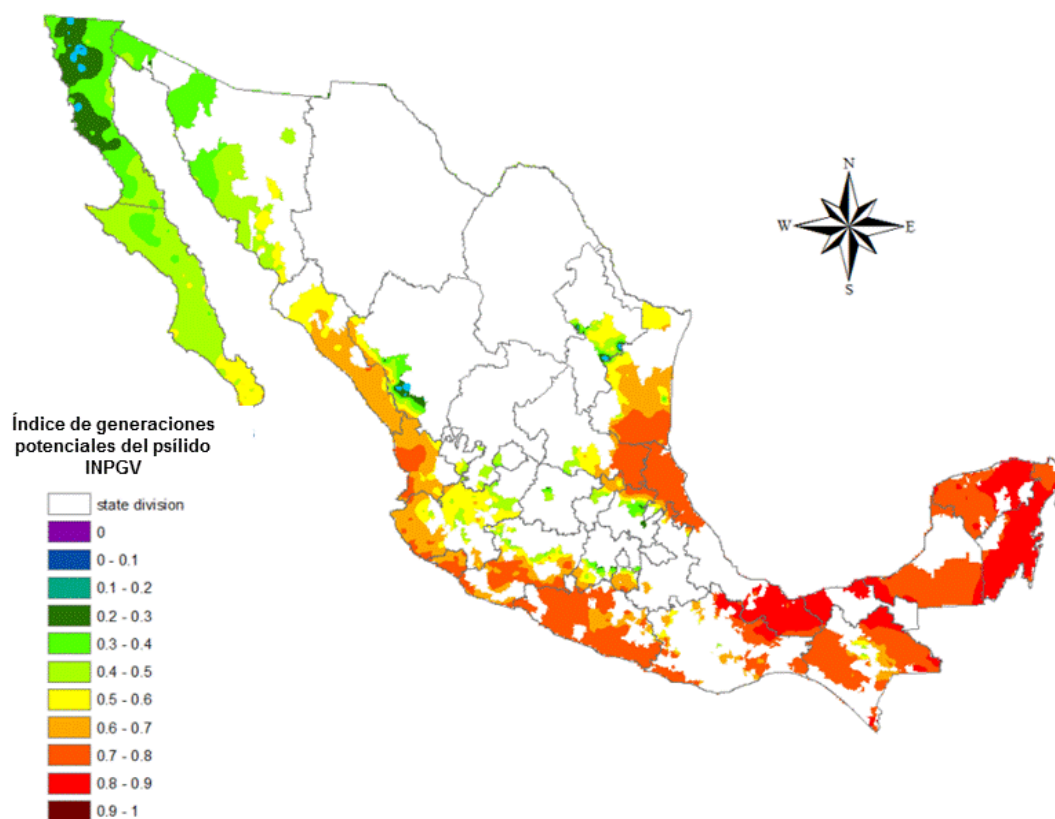 N
W
E
S
Índice de generaciones
potenciales del psílido
INPGV
state division
0
0 - 0.1
0.1 - 0.2
0.2 - 0.3
0.3 - 0.4
0.4 - 0.5
0.5 - 0.6
0.6 - 0.7
0.7 - 0.8
0.8 - 0.9
0.9 - 1